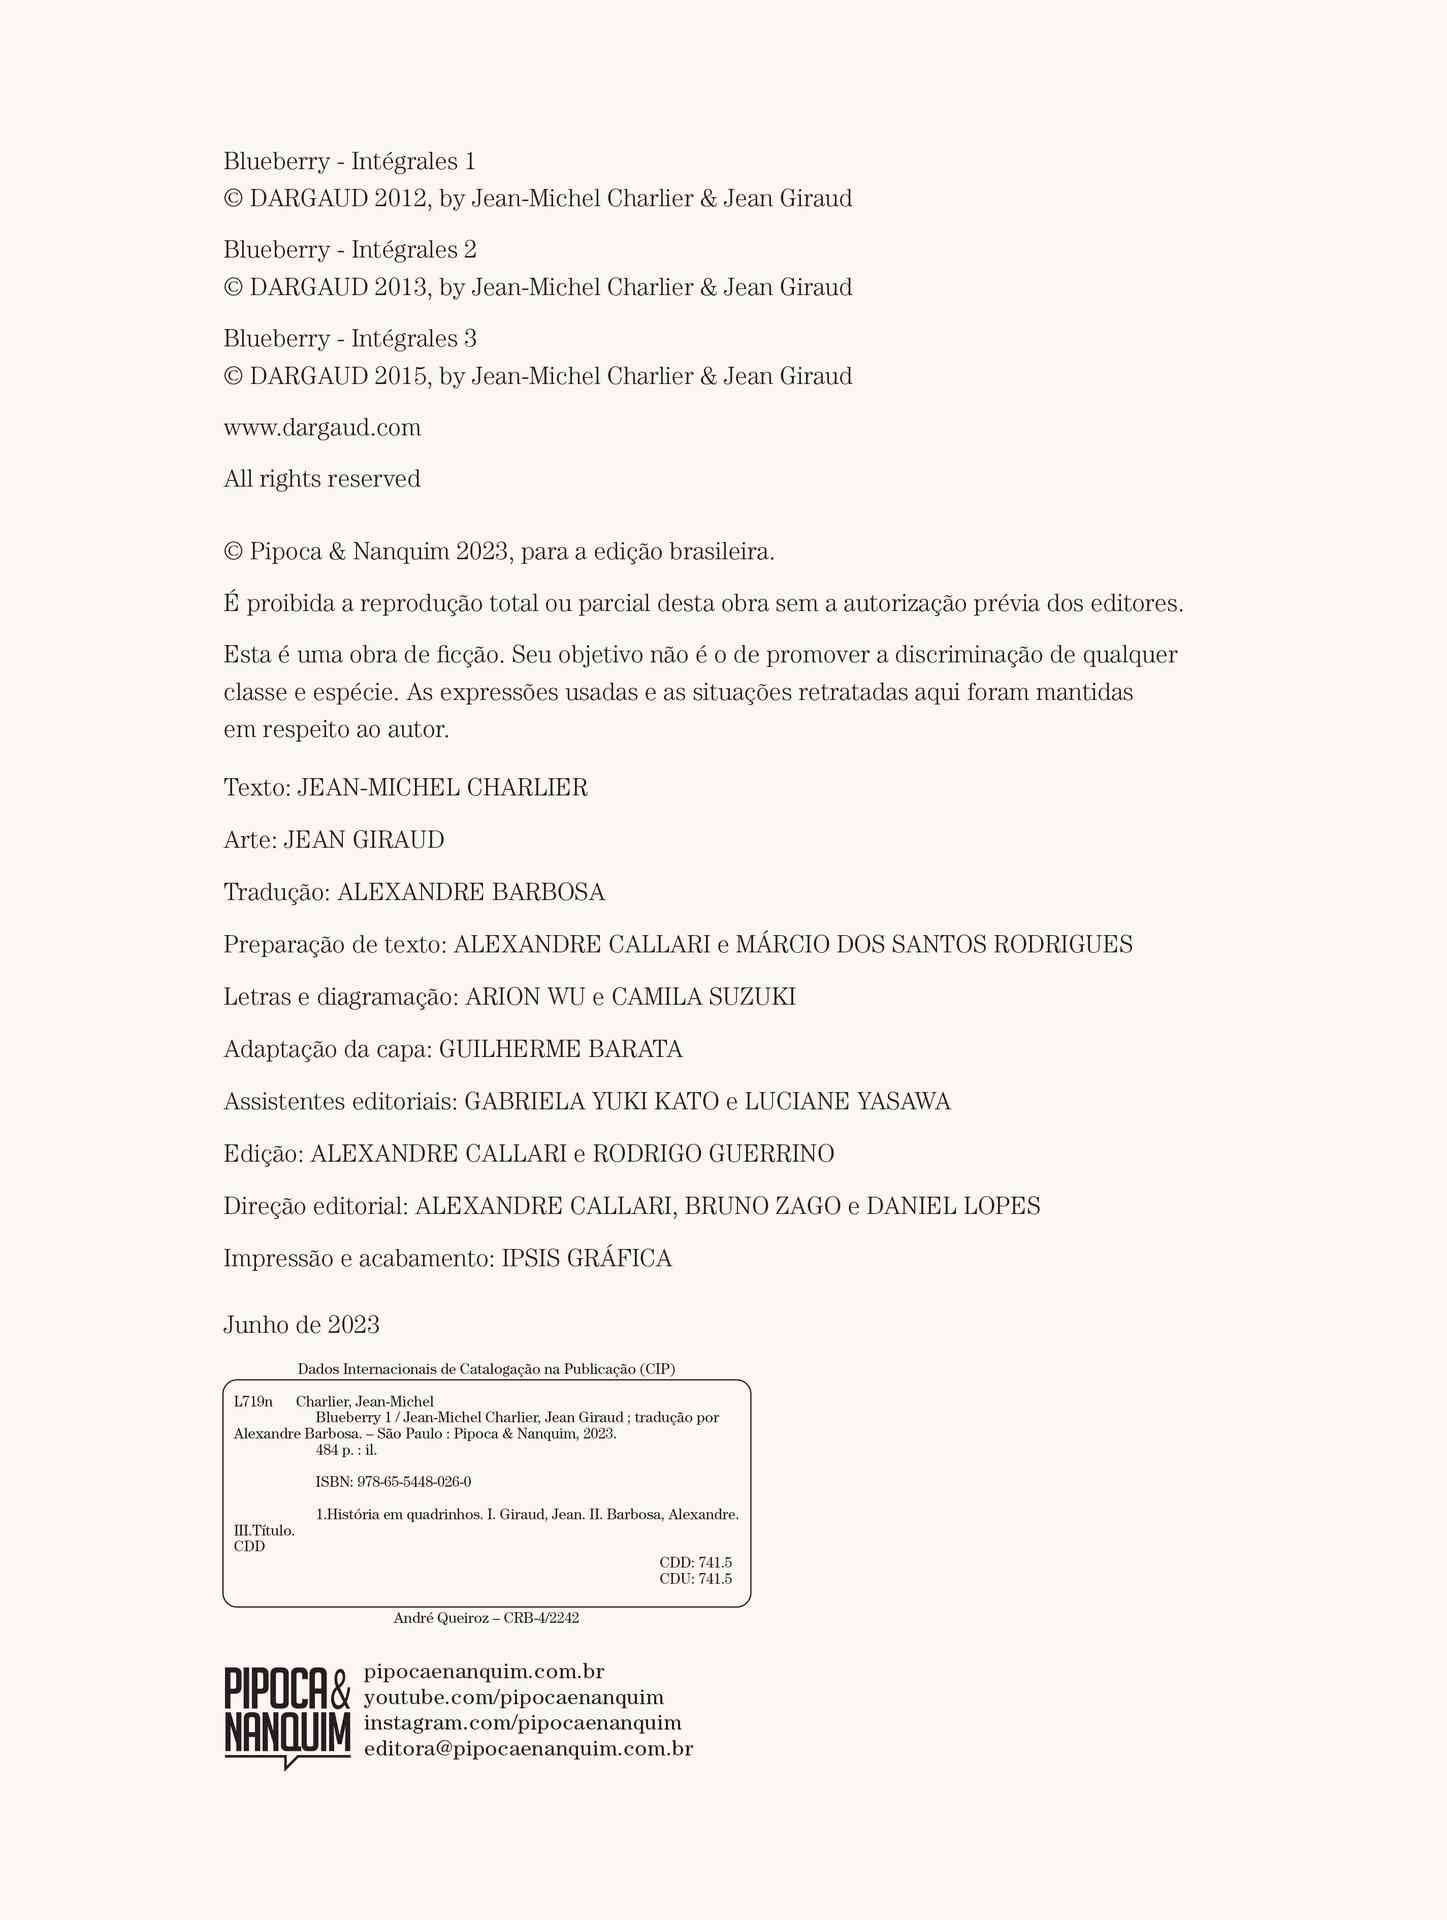 Blueberry - Intégrales 1
© DARGAUD 2012, by Jean-Michel Charlier & Jean Giraud
Blueberry - Intégrales 2
© DARGAUD 2013, by Jean-Michel Charlier & Jean Giraud
Blueberry - Intégrales 3
© DARGAUD 2015, by Jean-Michel Charlier & Jean Giraud
www.dargaud.com
All rights reserved
© Pipoca & Nanquim 2023, para a edição brasileira.
É proibida a reprodução total ou parcial desta obra sem a autorização prévia dos editores.
Esta é uma obra de ficção. Seu objetivo não é o de promover a discriminação de qualquer
classe e espécie. As expressões usadas e as situações retratadas aqui foram mantidas
em respeito ao autor.
Texto: JEAN-MICHEL CHARLIER
Arte: JEAN GIRAUD
Tradução: ALEXANDRE BARBOSA
Preparação de texto: ALEXANDRE CALLARI e MÁRCIO DOS SANTOS RODRIGUES
Letras e diagramação: ARION WU e CAMILA SUZUKI
Adaptação da capa: GUILHERME BARATA
Assistentes editoriais: GABRIELA YUKI KATO e LUCIANE YASAWA
Edição: ALEXANDRE CALLARI e RODRIGO GUERRINO
Direção editorial: ALEXANDRE CALLARI, BRUNO ZAGO e DANIEL LOPES
Impressão e acabamento: IPSIS GRÁFICA
Junho de 2023
Dados Internacionais de Catalogação na Publicação (CIP)
L719n Charlier, Jean-Michel
Blueberry 1 / Jean-Michel Charlier, Jean Giraud ; tradução por
Alexandre Barbosa. – São Paulo : Pipoca & Nanquim, 2023.
484 p. : il.
ISBN: 978-65-5448-026-0
1.História em quadrinhos. I. Giraud, Jean. II. Barbosa, Alexandre.
III.Título.
CDD
CDD: 741.5
CDU: 741.5
André Queiroz – CRB-4/2242
PIPOCA &
NANQUIM
pipocaenanquim.com.br
youtube.com/pipocaenanquim
instagram.com/pipocaenanquim
editora@pipocaenanquim.com.br